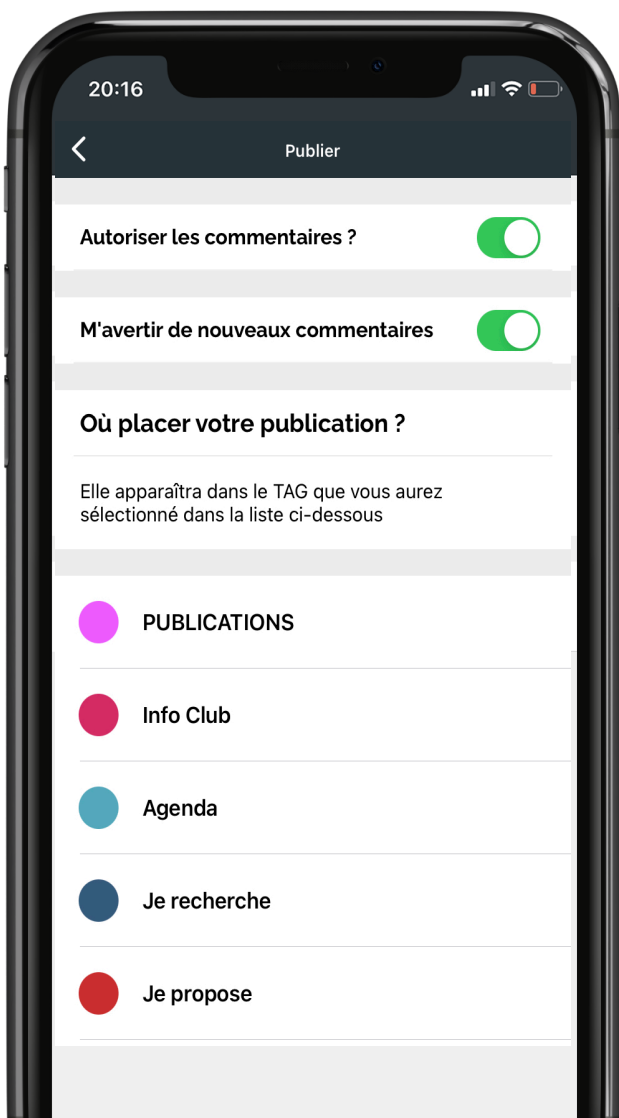 20:16
Publier
Autoriser les commentaires ?
M'avertir de nouveaux commentaires
Où placer votre publication ?
Elle apparaîtra dans le TAG que vous aurez
sélectionné dans la liste ci-dessous
PUBLICATIONS
Info Club
Agenda
Je recherche
Je propose